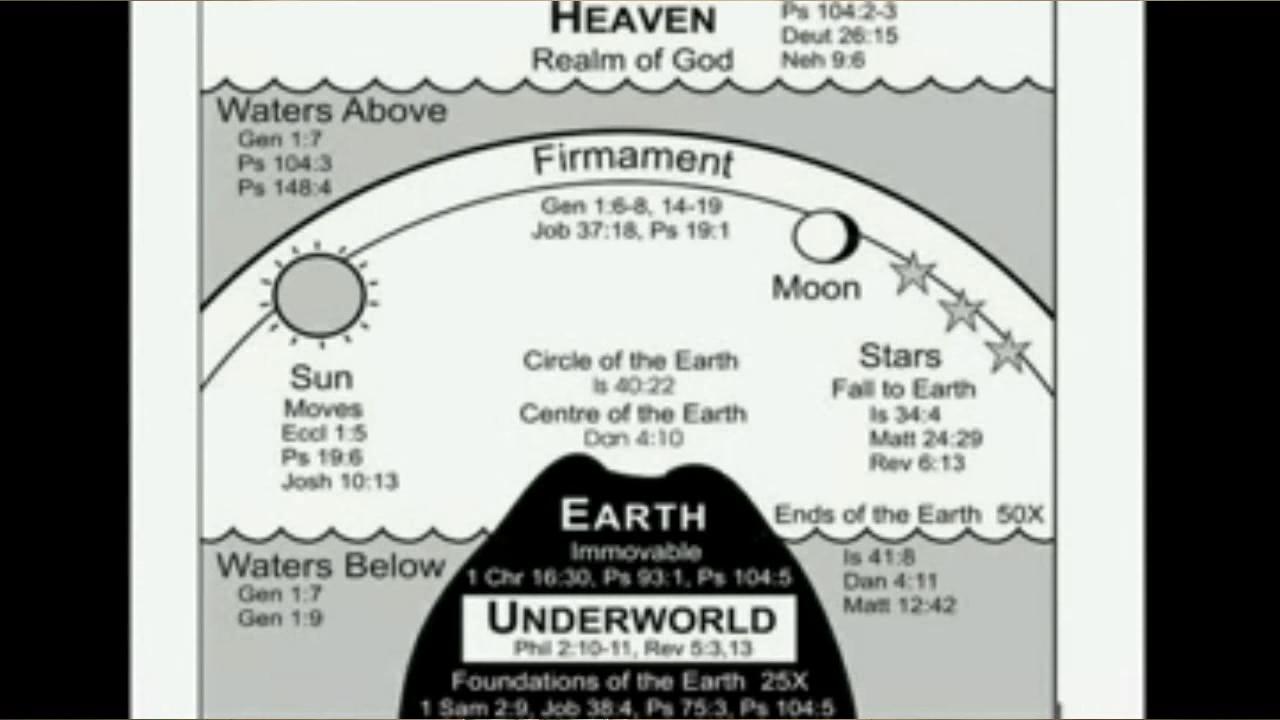 HEAVEN
Realm of God
Ps 104:2-3
Deut 26:15
Neh 9:6
Waters Above
Gen 1:7
Ps 104:3
Ps 148:4
Firmament
Gen 1:6-8, 14-19
Job 37:18, Ps 19:1
Moon
Sun
Moves
Eccl 1:5
Ps 19:6
Josh 10:13
Circle of the Earth
Is 40:22
Centre of the Earth
Dan 4:10
Stars
Fall to Earth
Is 34:4
Matt 24:29
Rev 6:13
Ends of the Earth 50X
Is 41:8
Dan 4:11
Matt 12:42
Waters Below
Gen 1:7
Gen 1:9
EARTH
Immovable
1 Chr 16:30, Ps 93:1, Ps 104:5
UNDERWORLD
Phil 2:10-11, Rev 5:3,13
Foundations of the Earth 25X
1 Sam 2:9, Job 38:4, Ps 75:3, Ps 104:5